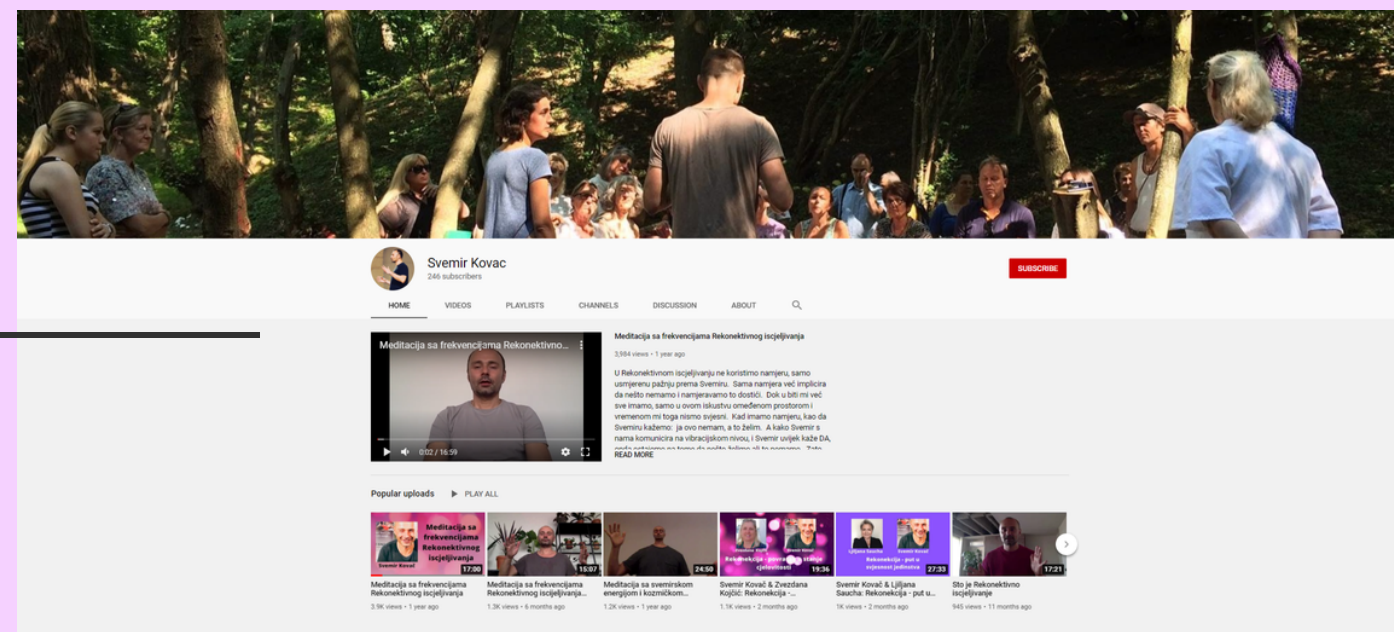 Svemir Kovac
246 subscribers
SUBSCRIBE
HOME VIDEOS PLAYLISTS CHANNELS DISCUSSION ABOUT
Meditacija sa frekvencijama Rekonektivno...
0:02 / 16:59
Meditacija sa frekvencijama Rekonektivnog iscjeljivanja
3,984 views • 1 year ago
U Rekonektivnom iscjeljivanju ne koristimo namjeru, samo
usmjerenu pažnju prema Svemiru. Sama namjera već implicira
da nešto nemamo i namjeravamo to dostići. Dok u biti mi već
sve imamo, samo u ovom iskustvu omeđenom prostorom i
vremenom mi toga nismo svjesni. Kad imamo namjeru, kao da
Svemiru kažemo: ja ovo nemam, a to želim. A kako Svemir s
nama komunicira na vibracijskom nivou, i Svemir uvijek kaže DA,
READ MORE
Popular uploads PLAY ALL
Meditacija sa
frekvencijama
Rekonektivnog
iscjeljivanja
Svemir Kovač
17:00
Meditacija sa frekvencijama
Rekonektivnog iscjeljivanja
3.9K views • 1 year ago
15:07
Meditacija sa frekvencijama
Rekonektivnog iscijeljivanja...
1.3K views • 6 months ago
24:50
Meditacija sa svemirskom
energijom i kozmičkom...
1.2K views • 1 year ago
19:36
Svemir Kovač & Zvezdana
Kojčić: Rekonekcija -...
1.1K views • 2 months ago
Ljiljana Saucha Svemir Kovač
Rekonekcija - put u
svjesnost jedinstva
27:33
Svemir Kovač & Ljiljana
Saucha: Rekonekcija - put u...
1K views • 2 months ago
17:21
Sto je Rekonektivno
iscjeljivanje
945 views • 11 months ago